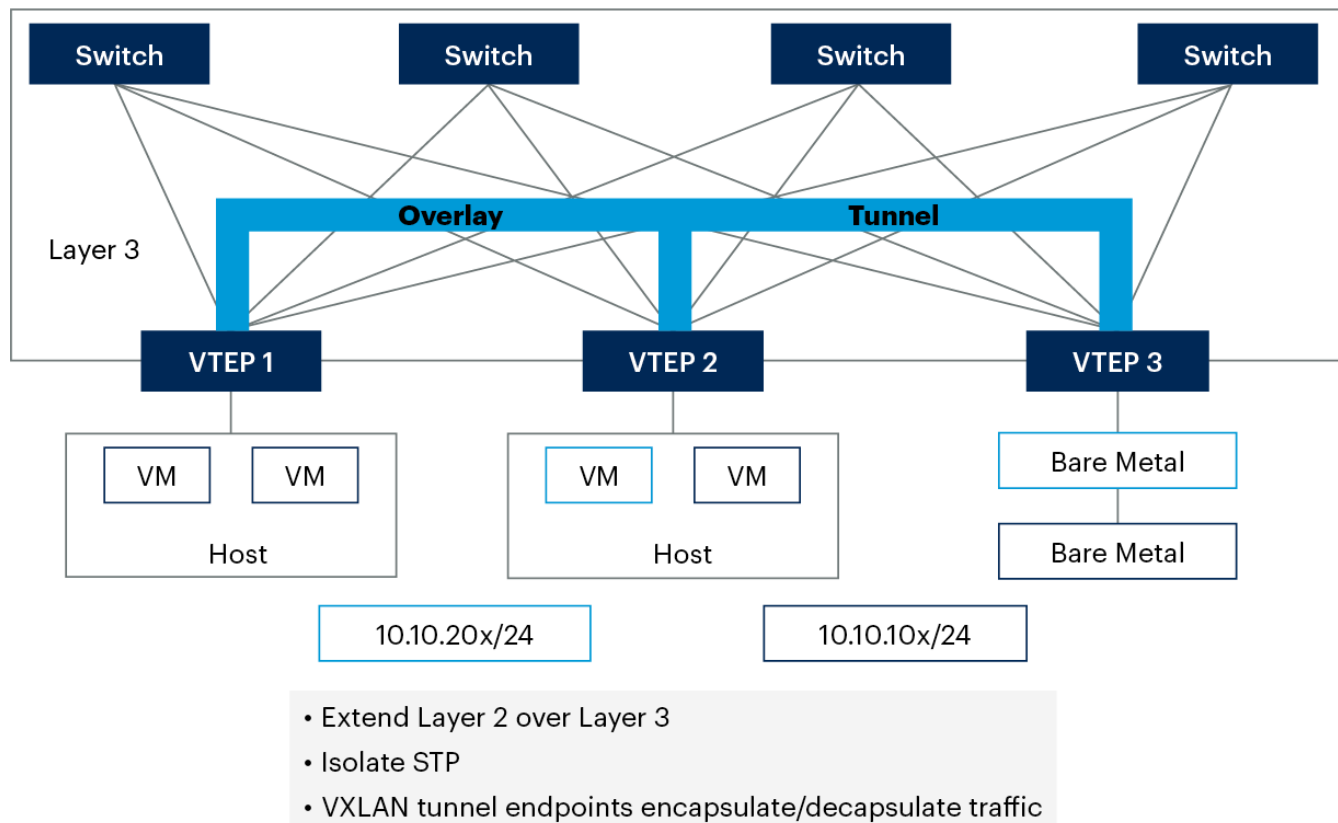 Switch
Switch
Switch
Switch
Overlay
Tunnel
Layer 3
VTEP 1
VTEP 2
VTEP 3
VM
VM
VM
VM
Bare Metal
Host
Host
Bare Metal
10.10.20x/24
10.10.10x/24
• Extend Layer 2 over Layer 3
• Isolate STP
• VXLAN tunnel endpoints encapsulate/decapsulate traffic